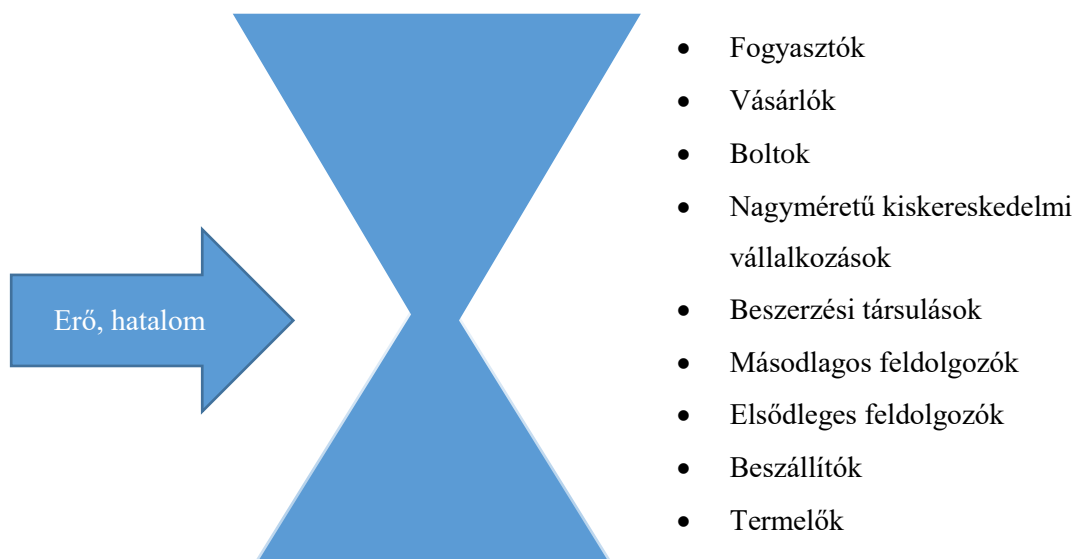 • Fogyasztók
• Vásárlók
• Boltok
• Nagyméretű kiskereskedelmi
vállalkozások
• Beszerzési társulások
• Másodlagos feldolgozók
• Elsődleges feldolgozók
• Beszállítók
• Termelők
Erő, hatalom